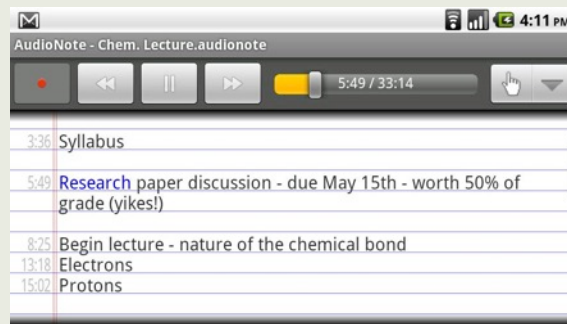 4:11 PM
AudioNote - Chem. Lecture.audionote
5:49 / 33:14
3:36 Syllabus
5:49 Research paper discussion - due May 15th - worth 50% of
grade (yikes!)
8:25 Begin lecture - nature of the chemical bond
13:18 Electrons
15:02 Protons